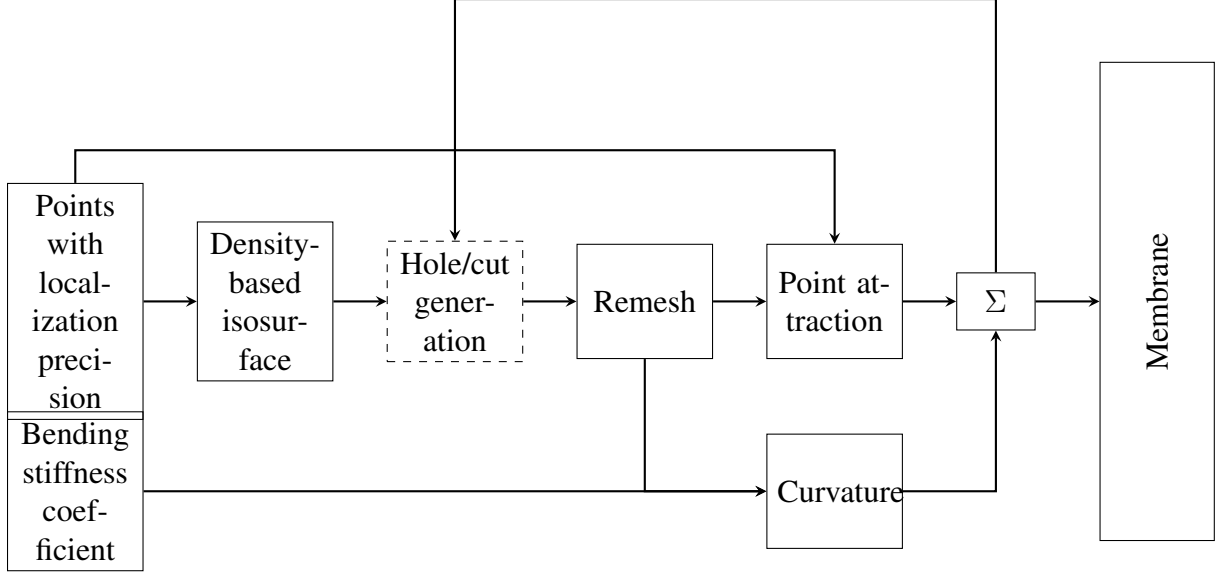 Points
with
local-
ization
preci-
sion
Density-
based
isosur-
face
Hole/cut
gener-
ation
Remesh
Point at-
traction
Σ
Membrane
Bending
stiffness
coef-
ficient
Curvature